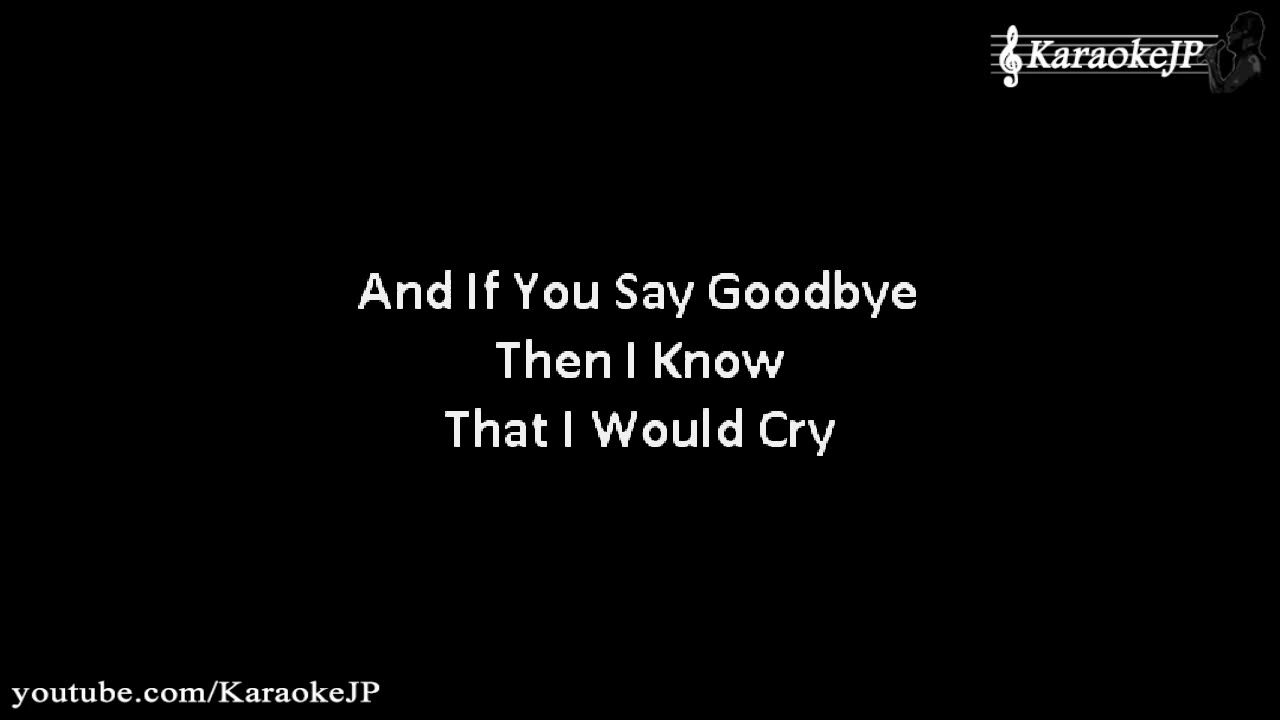 KaraokeJP
And If You Say Goodbye
Then I Know
That I Would Cry
youtube.com/KaraokeJP